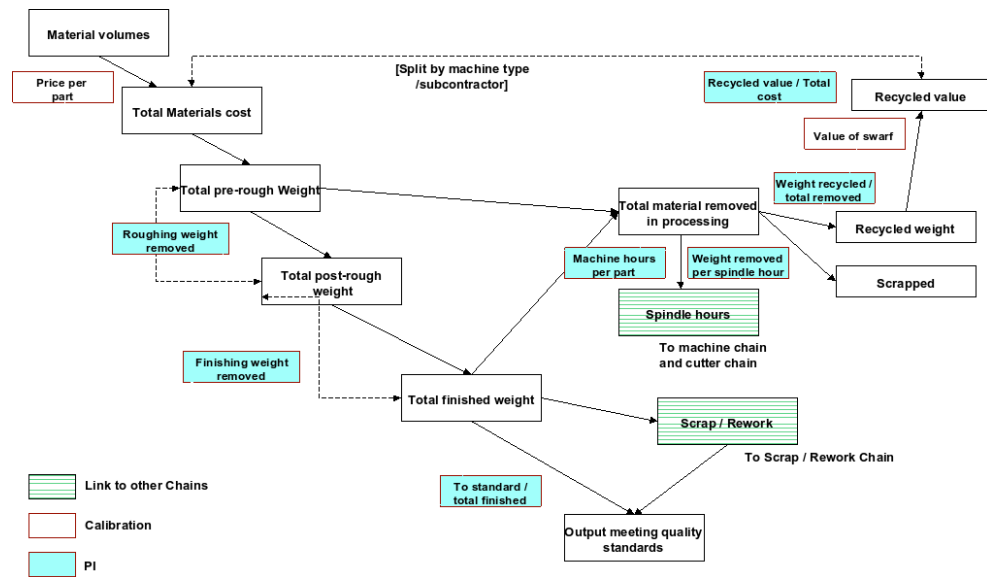 Material volumes
Price per
part
[Split by machine type
/subcontractor]
Recycled value / Total
cost
Recycled value
Total Materials cost
Value of swarf
Total pre-rough Weight
Weight recycled /
total removed
Total material removed
in processing
Recycled weight
Roughing weight
removed
Machine hours
per part
Weight removed
per spindle hour
Total post-rough
weight
Scrapped
Spindle hours
To machine chain
and cutter chain
Finishing weight
removed
Total finished weight
Scrap / Rework
To Scrap / Rework Chain
Link to other Chains
To standard /
total finished
Calibration
Output meeting quality
standards
PI